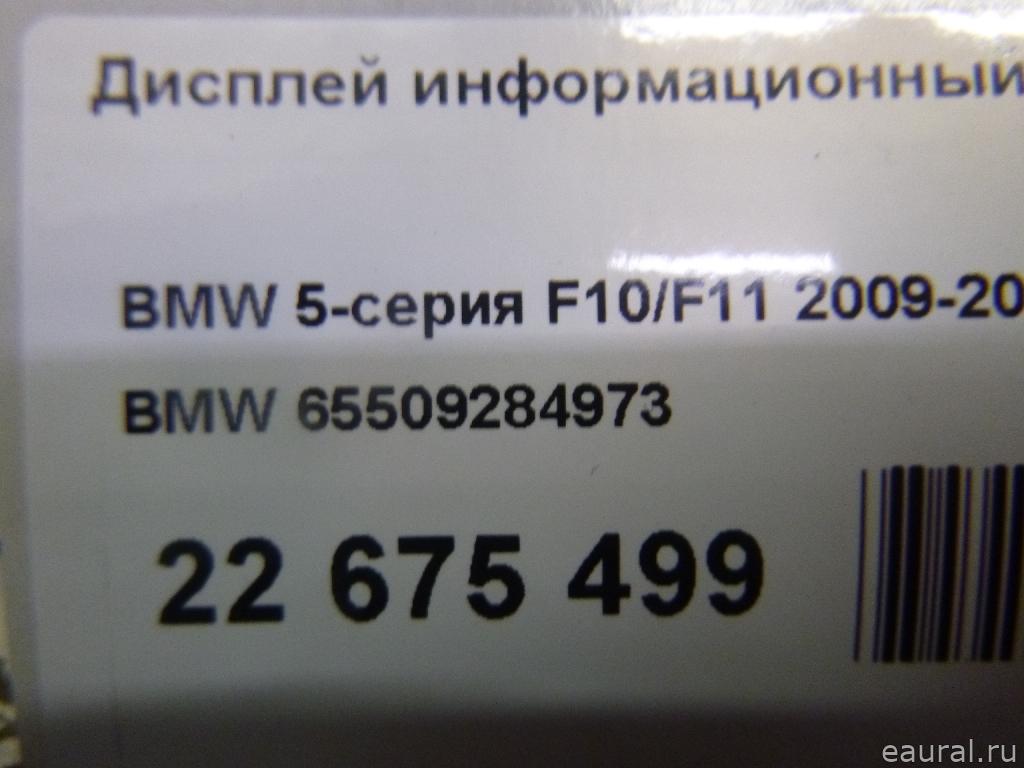 Дисплей информационный
BMW 5-серия F10/F11 2009-20
BMW 65509284973
22 675 499
eaural.ru